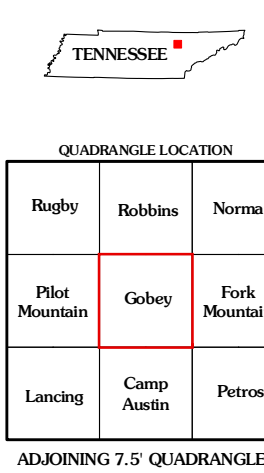 TENNESSEE
QUADRANGLE LOCATION
Rugby
Robbins
Norma
Pilot
Mountain
Gobey
Fork
Mountai
Lancing
Camp
Austin
Petros
ADJOINING 7.5' QUADRANGLE